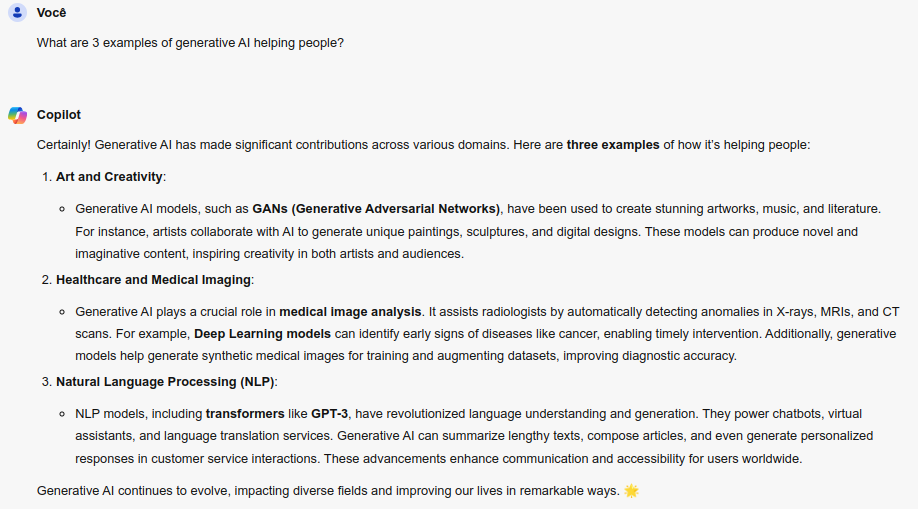 Você
What are 3 examples of generative AI helping people?
Copilot
Certainly! Generative AI has made significant contributions across various domains. Here are three examples of how it's helping people:
1. Art and Creativity:
◦ Generative AI models, such as GANs (Generative Adversarial Networks), have been used to create stunning artworks, music, and literature.
For instance, artists collaborate with AI to generate unique paintings, sculptures, and digital designs. These models can produce novel and
imaginative content, inspiring creativity in both artists and audiences.
2. Healthcare and Medical Imaging:
◦ Generative AI plays a crucial role in medical image analysis. It assists radiologists by automatically detecting anomalies in X-rays, MRIs, and CT
scans. For example, Deep Learning models can identify early signs of diseases like cancer, enabling timely intervention. Additionally, generative
models help generate synthetic medical images for training and augmenting datasets, improving diagnostic accuracy.
3. Natural Language Processing (NLP):
◦ NLP models, including transformers like GPT-3, have revolutionized language understanding and generation. They power chatbots, virtual
assistants, and language translation services. Generative AI can summarize lengthy texts, compose articles, and even generate personalized
responses in customer service interactions. These advancements enhance communication and accessibility for users worldwide.
Generative AI continues to evolve, impacting diverse fields and improving our lives in remarkable ways. 🌟